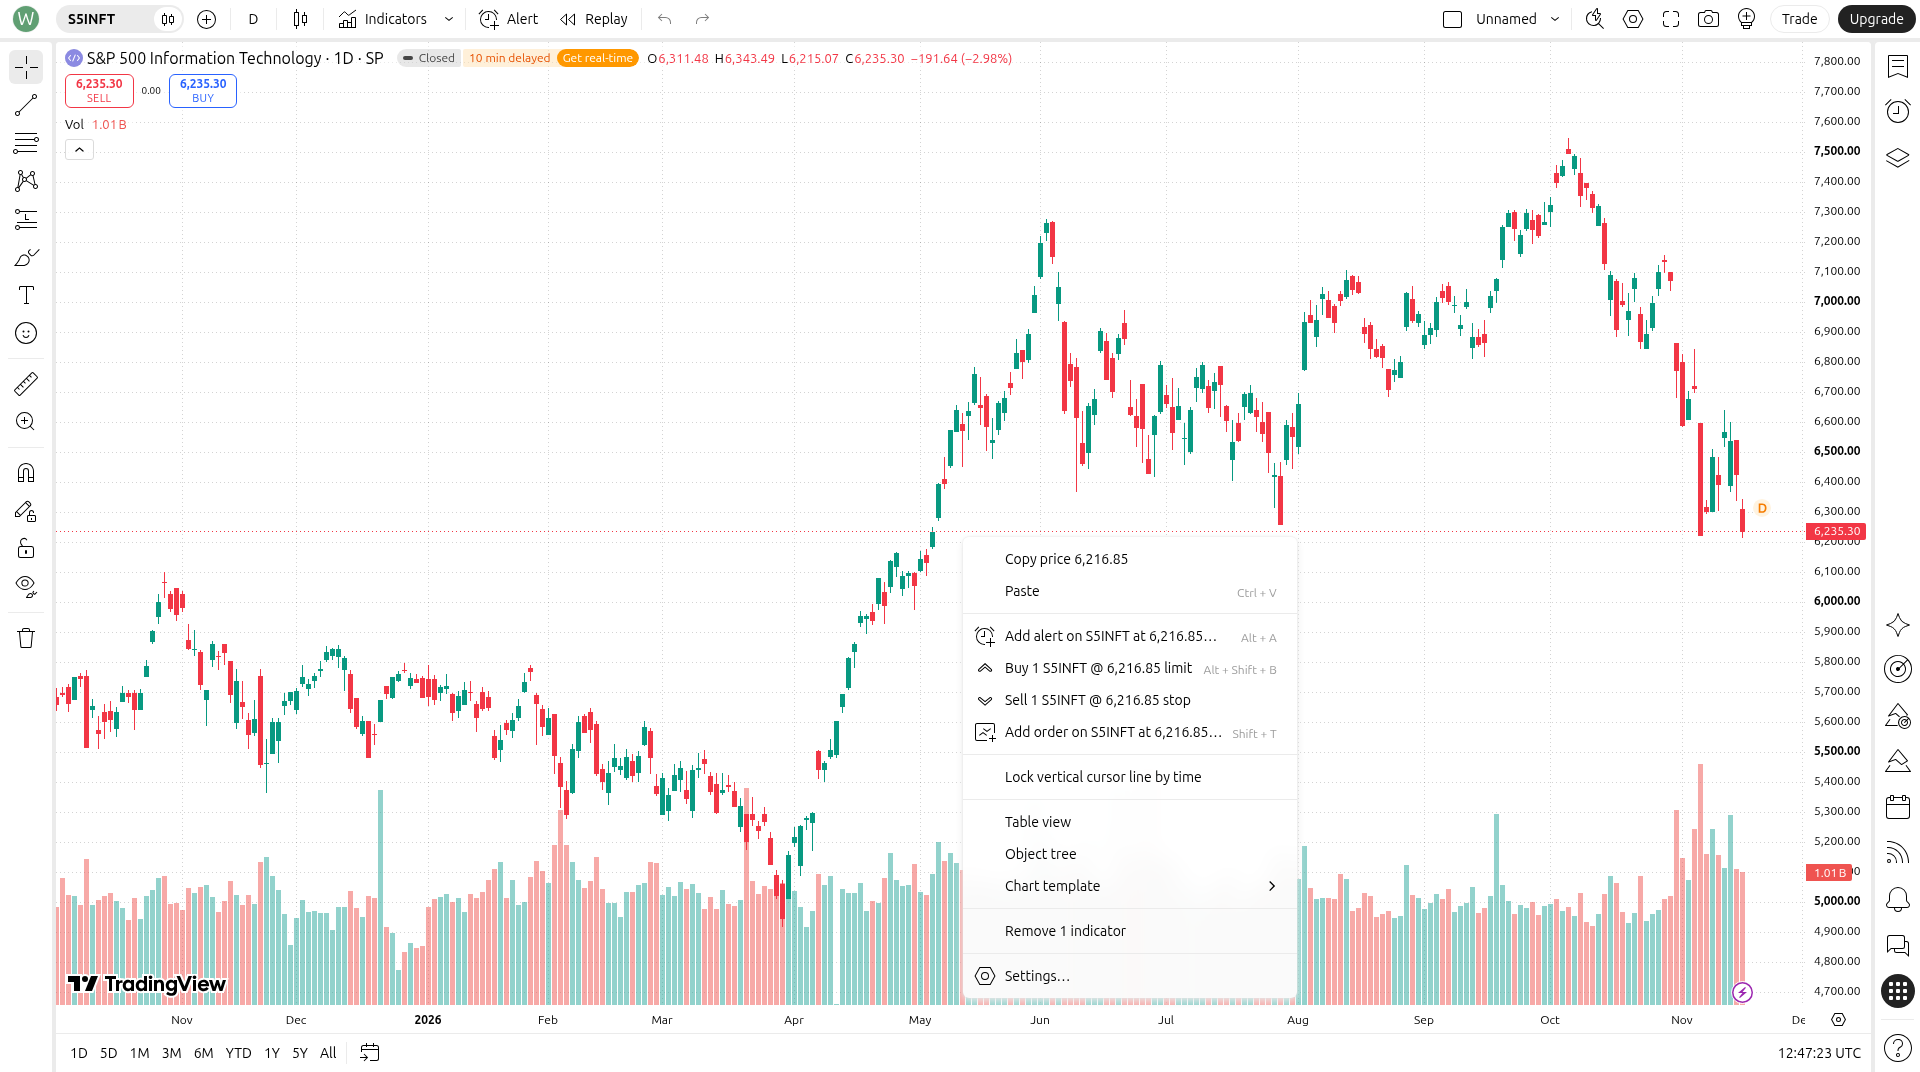 W
S5INFT
D
Indicators
Alert
Replay
Unnamed
Trade
Upgrade
S&P 500 Information Technology · 1D · SP
Closed
10 min delayed
Get real-time
O6,311.48 H6,343.49 L6,215.07 C6,235.30 −191.64 (−2.98%)
6,235.30
SELL
0.00
6,235.30
BUY
Vol 1.01 B
7,800.00
7,700.00
7,600.00
7,500.00
7,400.00
7,300.00
7,200.00
7,100.00
7,000.00
6,900.00
6,800.00
6,700.00
6,600.00
6,500.00
6,400.00
6,300.00
D
6,235.30
6,200.00
6,100.00
6,000.00
5,900.00
5,800.00
5,700.00
5,600.00
5,500.00
5,400.00
5,300.00
5,200.00
5,100.00
1.01 B
5,000.00
4,900.00
4,800.00
4,700.00
Copy price 6,216.85
Paste Ctrl + V
Add alert on S5INFT at 6,216.85… Alt + A
Buy 1 S5INFT @ 6,216.85 limit Alt + Shift + B
Sell 1 S5INFT @ 6,216.85 stop
Add order on S5INFT at 6,216.85… Shift + T
Lock vertical cursor line by time
Table view
Object tree
Chart template
Remove 1 indicator
Settings…
TradingView
Nov Dec 2026 Feb Mar Apr May Jun Jul Aug Sep Oct Nov De
1D 5D 1M 3M 6M YTD 1Y 5Y All
12:47:23 UTC